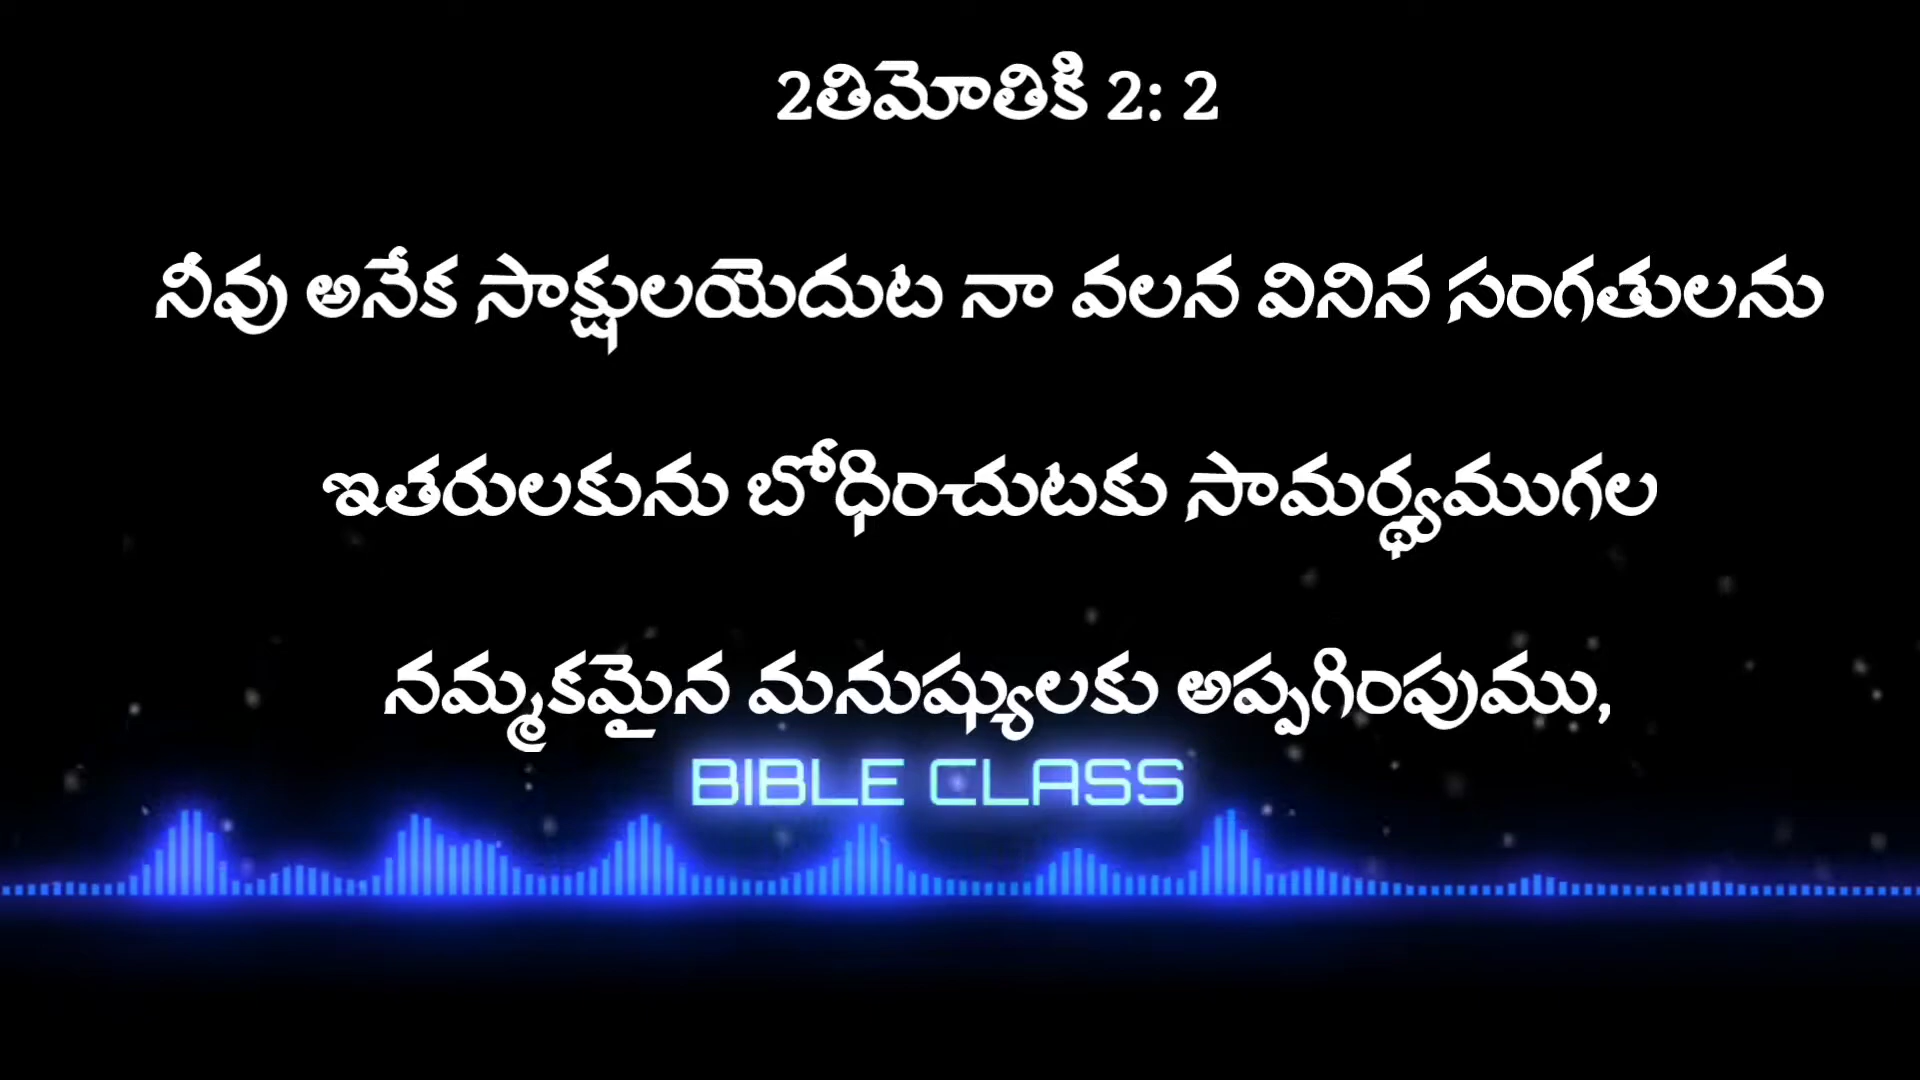 2తిమోతికి 2: 2
నీవు అనేక సాక్షులయెదుట నా వలన వినిన సంగతులను
ఇతరులకును బోధించుటకు సామర్థ్యముగల
నమ్మకమైన మనుష్యులకు అప్పగింపుము,
BIBLE CLASS